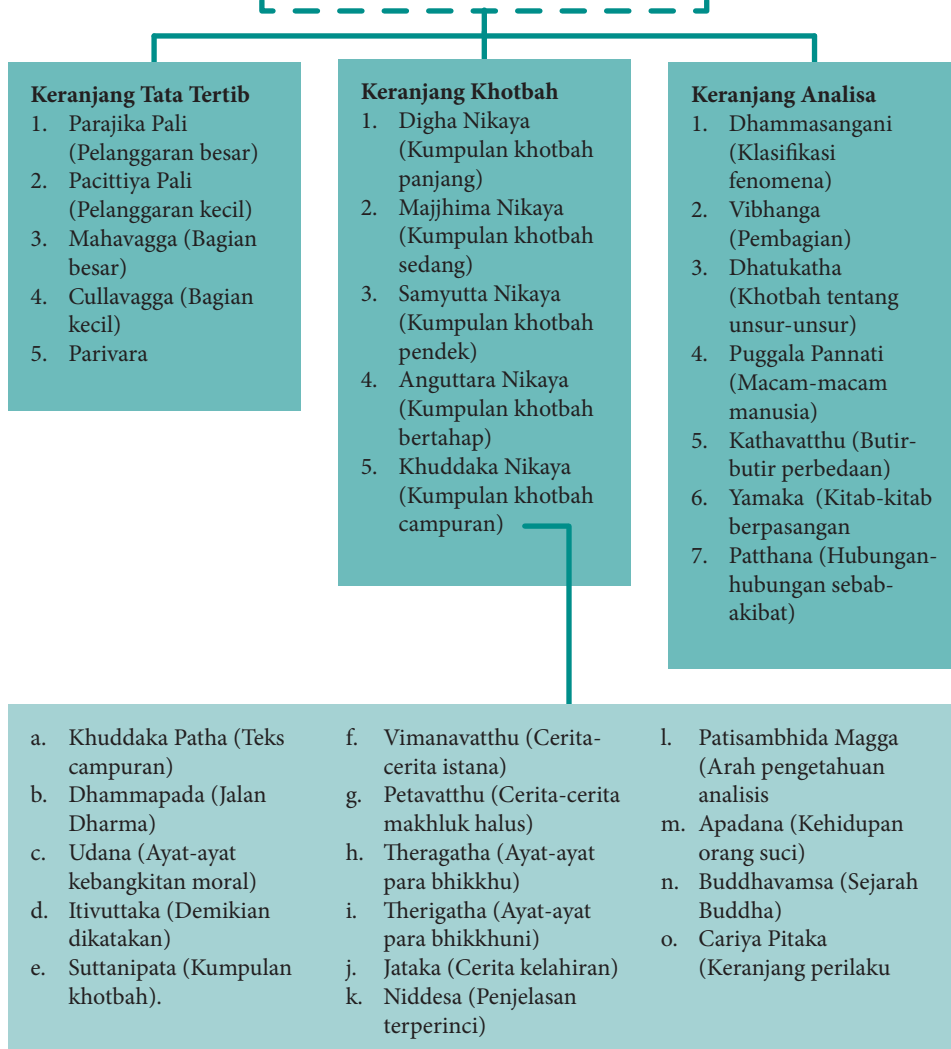 Keranjang Tata Tertib
1. Parajika Pali
(Pelanggaran besar)
2. Pacittiya Pali
(Pelanggaran kecil)
3. Mahavagga (Bagian
besar)
4. Cullavagga (Bagian
kecil)
5. Parivara
Keranjang Khotbah
1. Digha Nikaya
(Kumpulan khotbah
panjang)
2. Majjhima Nikaya
(Kumpulan khotbah
sedang)
3. Samyutta Nikaya
(Kumpulan khotbah
pendek)
4. Anguttara Nikaya
(Kumpulan khotbah
bertahap)
5. Khuddaka Nikaya
(Kumpulan khotbah
campuran)
Keranjang Analisa
1. Dhammasangani
(Klasifikasi
fenomena)
2. Vibhanga
(Pembagian)
3. Dhatukatha
(Khotbah tentang
unsur-unsur)
4. Puggala Pannati
(Macam-macam
manusia)
5. Kathavatthu (Butir-
butir perbedaan)
6. Yamaka (Kitab-kitab
berpasangan
7. Patthana (Hubungan-
hubungan sebab-
akibat)
a. Khuddaka Patha (Teks
campuran)
b. Dhammapada (Jalan
Dharma)
c. Udana (Ayat-ayat
kebangkitan moral)
d. Itivuttaka (Demikian
dikatakan)
e. Suttanipata (Kumpulan
khotbah).
f. Vimanavatthu (Cerita-
cerita istana)
g. Petavatthu (Cerita-cerita
makhluk halus)
h. Theragatha (Ayat-ayat
para bhikkhu)
i. Therigatha (Ayat-ayat
para bhikkhuni)
j. Jataka (Cerita kelahiran)
k. Niddesa (Penjelasan
terperinci)
l. Patisambhida Magga
(Arah pengetahuan
analisis
m. Apadana (Kehidupan
orang suci)
n. Buddhavamsa (Sejarah
Buddha)
o. Cariya Pitaka
(Keranjang perilaku